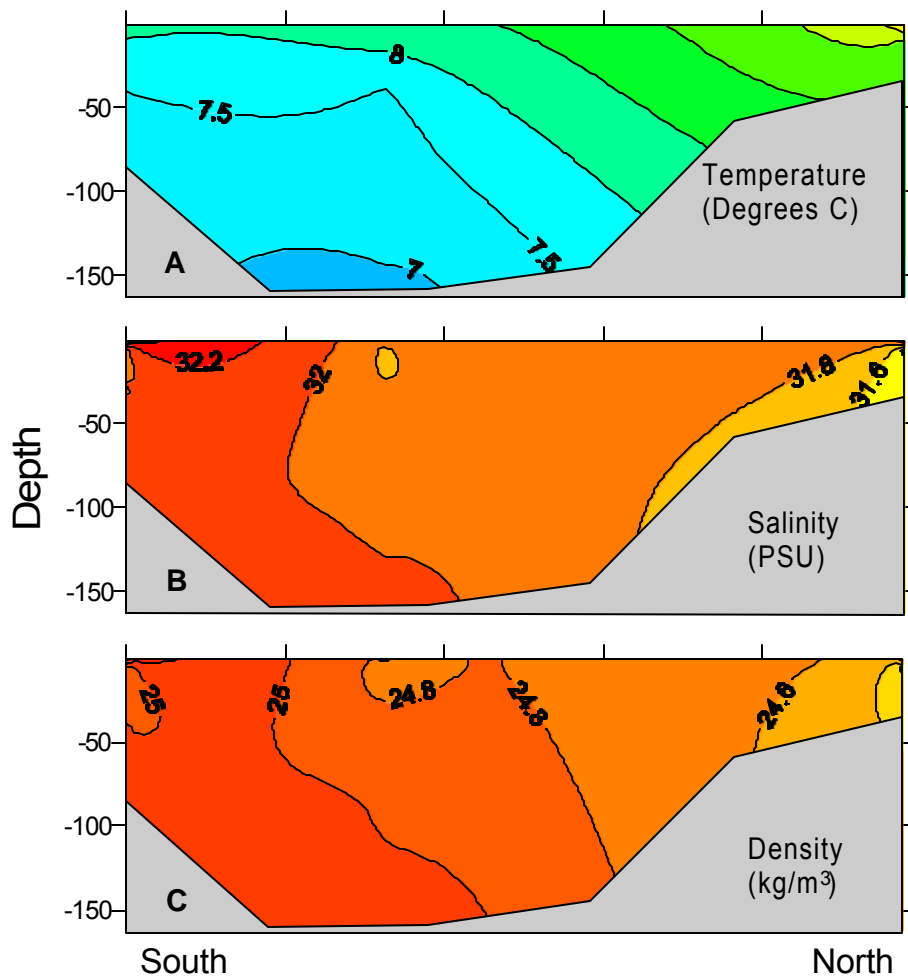 8
-50
7.5
-100
Temperature
(Degrees C)
7.5
-150
A
7
32.2
32
31.8
31.6
-50
Depth
-100
Salinity
(PSU)
-150
B
25
25
24.8
24.8
24.6
-50
-100
Density
(kg/m³)
-150
C
South
North